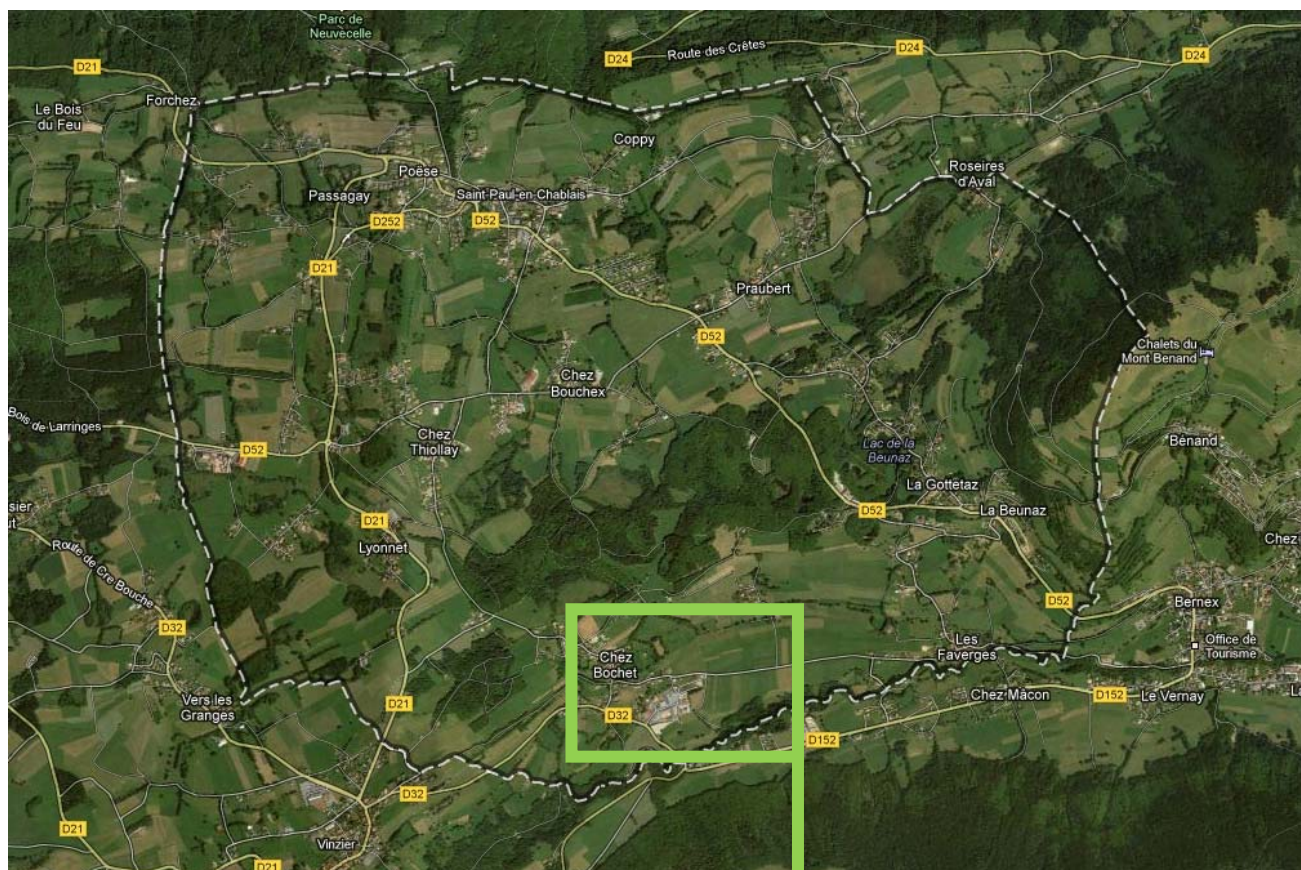 Parc de
Neuvecelle
D21
D24
Route des Crêtes
D24
D24
Forchez
Le Bois
du Feu
Coppy
Poëse
Roseires
d'Aval
Passagay
Saint-Paul-en-Chablais
D252
D52
D21
Praubert
D52
Chalets du
Mont Benand
Chez
Bouchex
Bois de Larringes
D52
Chez
Thiollay
Lac de la
Beunaz
Bénand
La Gottetaz
D52
La Beunaz
D21
Lyonnet
Chez
Route de Cre Bouche
D32
D52
Bernex
Chez
Bochet
Les
Faverges
Office de
Tourisme
Vers les
Granges
D21
D32
Chez Mâcon
D152
Le Vernay
D152
D32
D21
Vinzier
D21